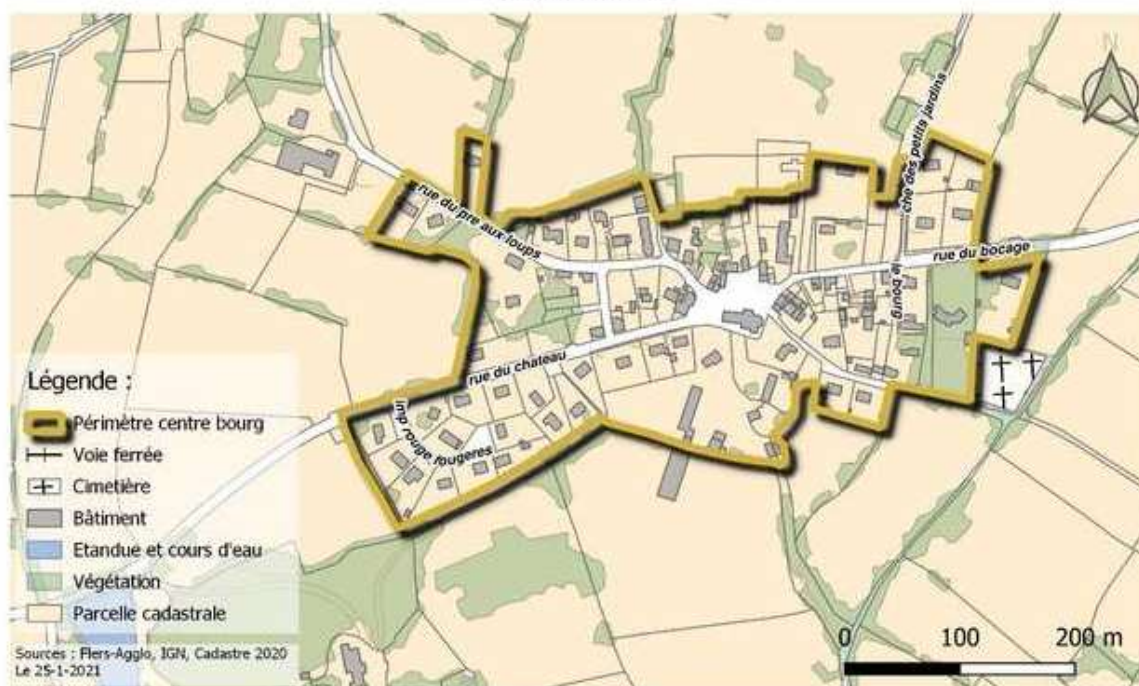 N
che des petits jardins
rue du pre aux loups
rue du bocage
le bourg
rue du chateau
imp rouge fougeres
Légende :
Périmètre centre bourg
Voie ferrée
Cimetière
Bâtiment
Etandue et cours d'eau
Végétation
Parcelle cadastrale
Sources : Flers-Agglo, IGN, Cadastre 2020
Le 25-1-2021
0 100 200 m